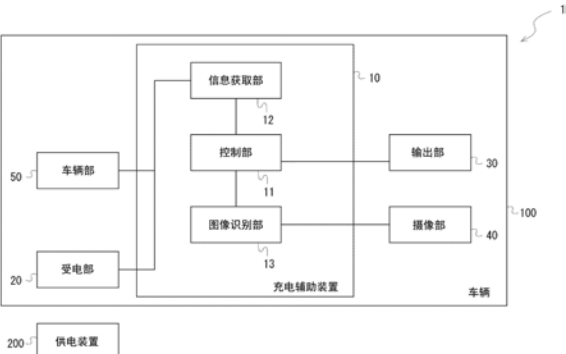 1
信息获取部
10
12
控制部
输出部
车辆部
50
11
30
图像识别部
摄像部
100
受电部
13
40
20
充电辅助装置
车辆
200
供电装置